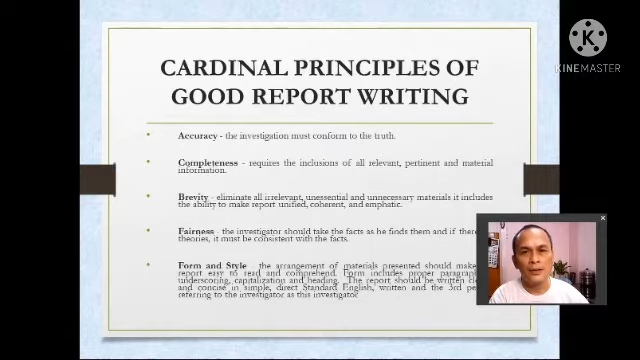 KINEMASTER
CARDINAL PRINCIPLES OF
GOOD REPORT WRITING
• Accuracy - the investigation must conform to the truth.
• Completeness - requires the inclusions of all relevant, pertinent and material
information.
• Brevity - eliminate all irrelevant, unessential and unnecessary materials it includes
the ability to make report unified, coherent, and emphatic.
• Fairness - the investigator should take the facts as he finds them and if there
theories, it must be consistent with the facts.
• Form and Style - the arrangement of materials presented should make
report easy to read and comprehend. Form includes proper
underscoring, capitalization and heading. The report should be written
and concise in simple, direct Standard English, written and the 3rd
referring to the investigator as this investigator